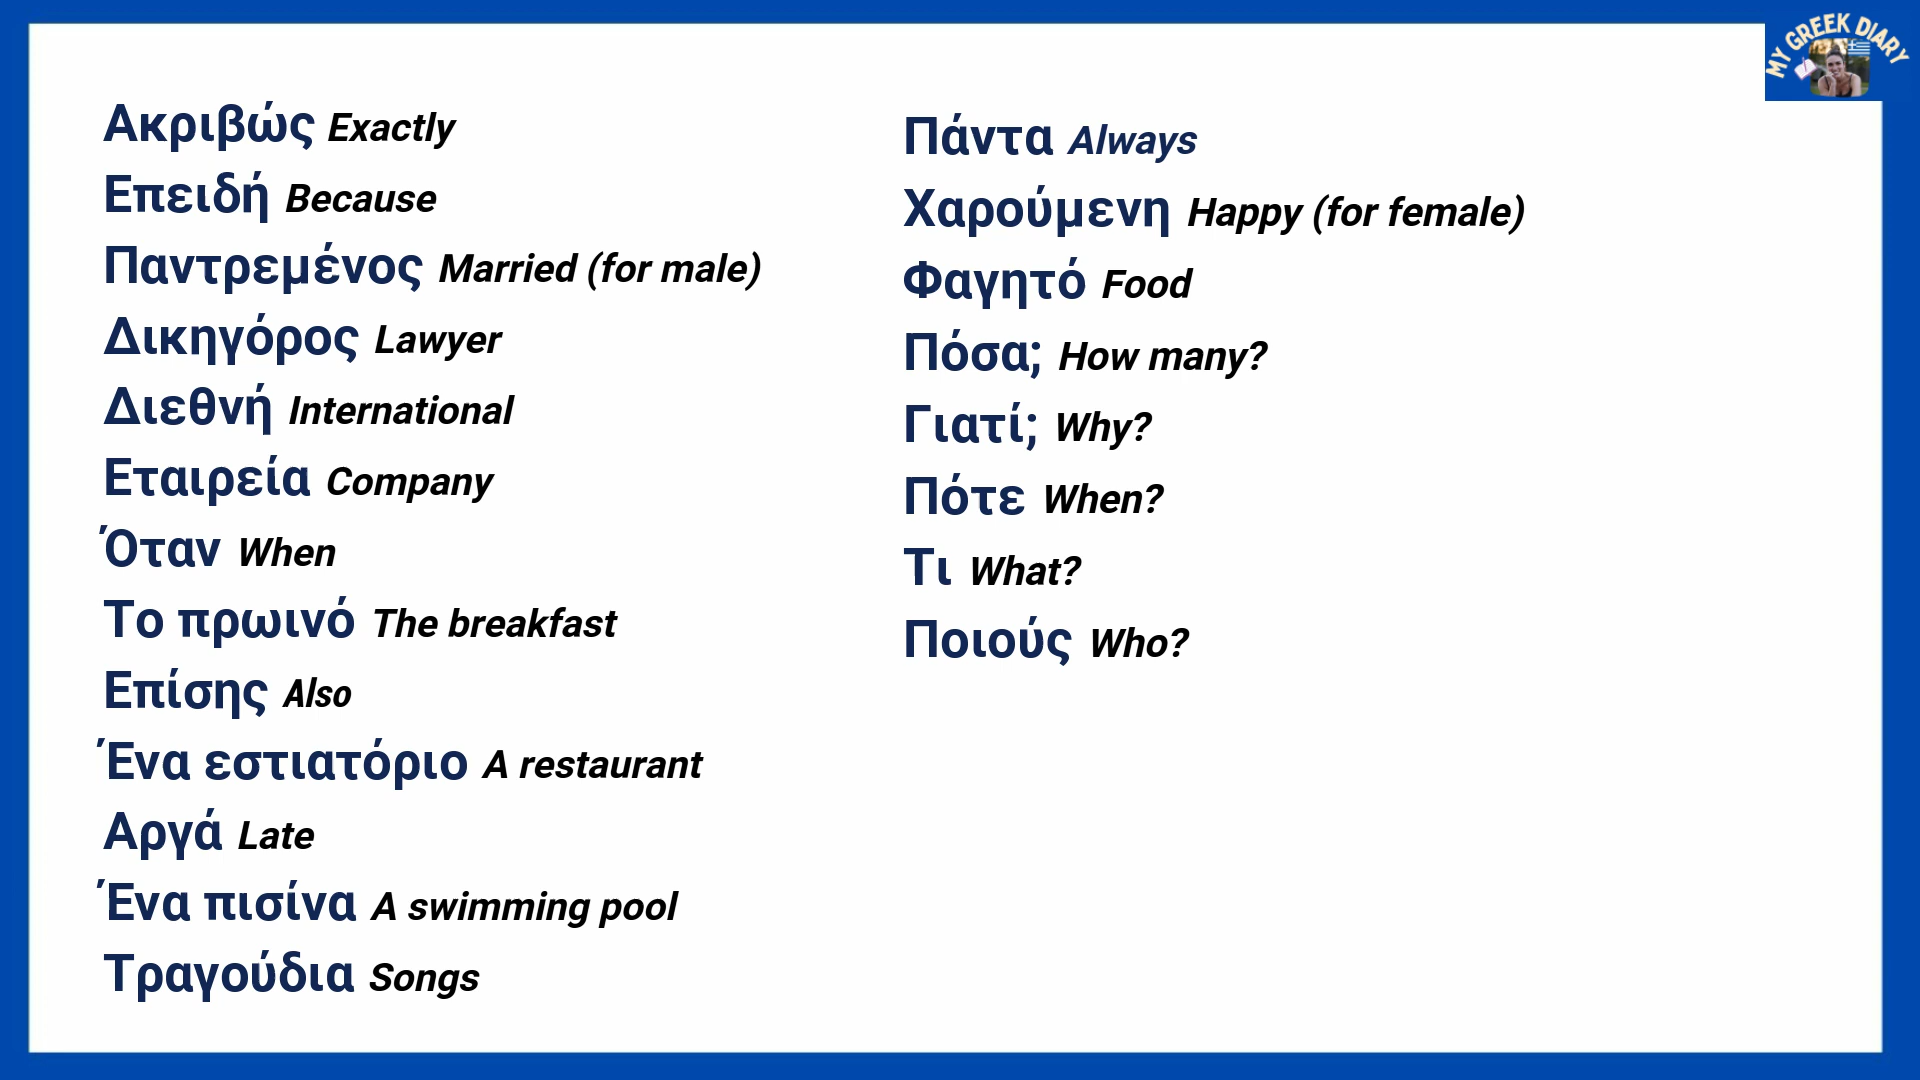 MY GREEK DIARY
Ακριβώς Exactly
Επειδή Because
Παντρεμένος Married (for male)
Δικηγόρος Lawyer
Διεθνή International
Εταιρεία Company
Όταν When
Το πρωινό The breakfast
Επίσης Also
Ένα εστιατόριο A restaurant
Αργά Late
Ένα πισίνα A swimming pool
Τραγούδια Songs
Πάντα Always
Χαρούμενη Happy (for female)
Φαγητό Food
Πόσα; How many?
Γιατί; Why?
Πότε When?
Τι What?
Ποιούς Who?